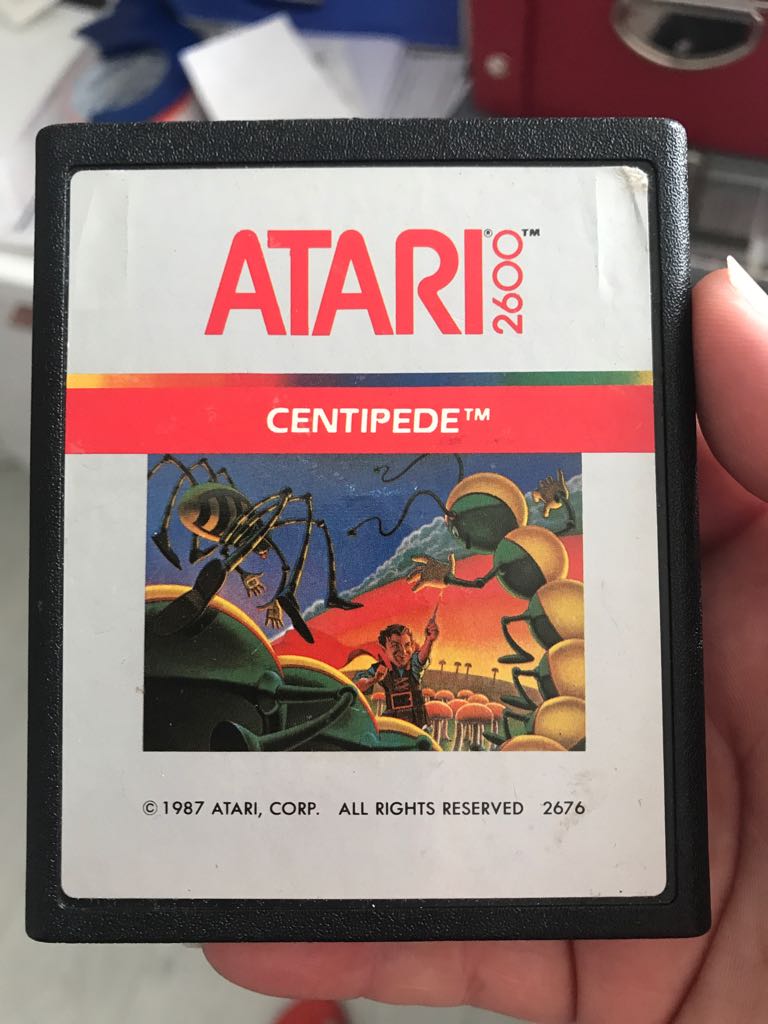 ATARI® 2600™
CENTIPEDE™
© 1987 ATARI, CORP. ALL RIGHTS RESERVED 2676